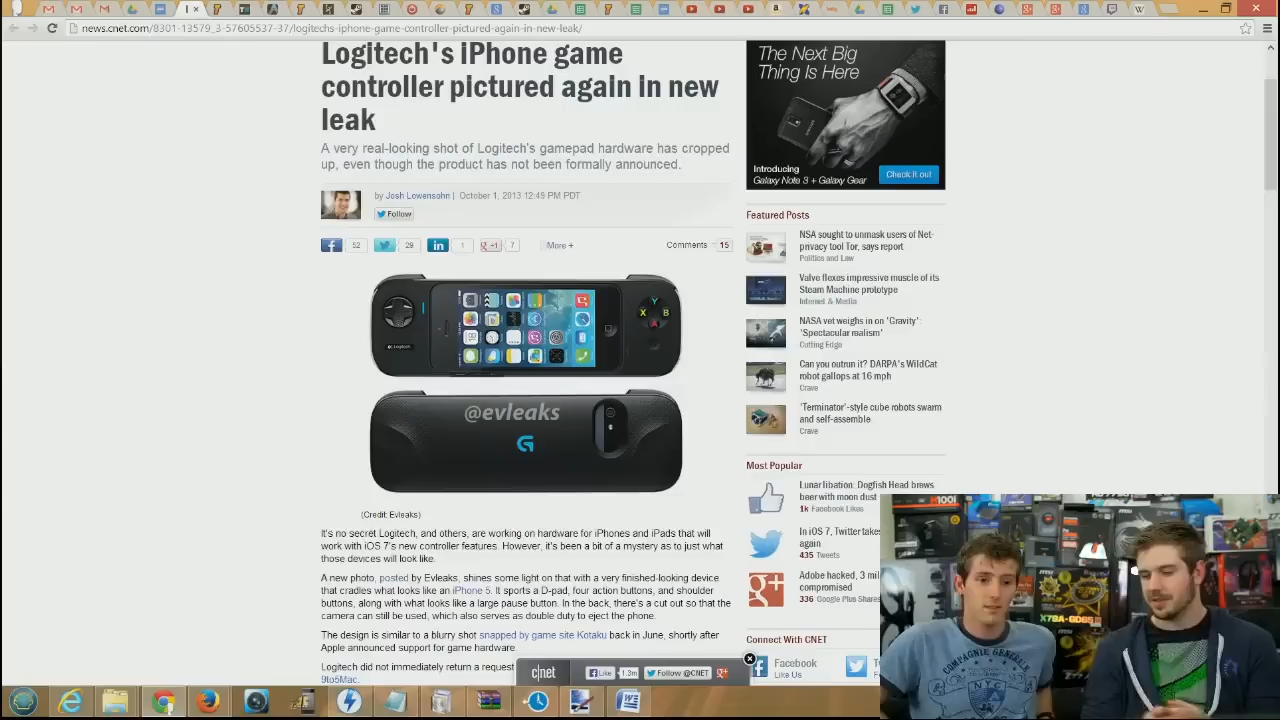 news.cnet.com/8301-13579_3-57605537-37/logitechs-iphone-game-controller-pictured-again-in-new-leak/
Logitech's iPhone game
controller pictured again in new
leak
A very real-looking shot of Logitech's gamepad hardware has cropped
up, even though the product has not been formally announced.
by Josh Lowensohn | October 1, 2013 12:49 PM PDT
Follow
52
29
1
+1
7
More +
Comments
15
Y
X
B
A
Logitech
@evleaks
(Credit: Evleaks)
It's no secret Logitech, and others, are working on hardware for iPhones and iPads that will
work with iOS 7's new controller features. However, it's been a bit of a mystery as to just what
those devices will look like.
A new photo, posted by Evleaks, shines some light on that with a very finished-looking device
that cradles what looks like an iPhone 5. It sports a D-pad, four action buttons, and shoulder
buttons, along with what looks like a large pause button. In the back, there's a cut out so that the
camera can still be used, which also serves as double duty to eject the phone.
The design is similar to a blurry shot snapped by game site Kotaku back in June, shortly after
Apple announced support for game hardware.
Logitech did not immediately return a request
9to5Mac.
The Next Big
Thing Is Here
SAMSUNG
Introducing
Galaxy Note 3 + Galaxy Gear
Check it out
Featured Posts
NSA sought to unmask users of Net-
privacy tool Tor, says report
Politics and Law
Valve flexes impressive muscle of its
Steam Machine prototype
Internet & Media
NASA vet weighs in on 'Gravity':
'Spectacular realism'
Cutting Edge
Can you outrun it? DARPA's WildCat
robot gallops at 16 mph
Crave
'Terminator'-style cube robots swarm
and self-assemble
Crave
Most Popular
Lunar libation: Dogfish Head brews
beer with moon dust
1k Facebook Likes
In iOS 7, Twitter takes
again
435 Tweets
Adobe hacked, 3 mil
compromised
336 Google Plus Shares
Connect With CNET
Facebook
Like Us
c|net
Like
1.3m
Follow @CNET
H100i
msi
X79A-GD65
COMPAGNIE GENERALE
NYC